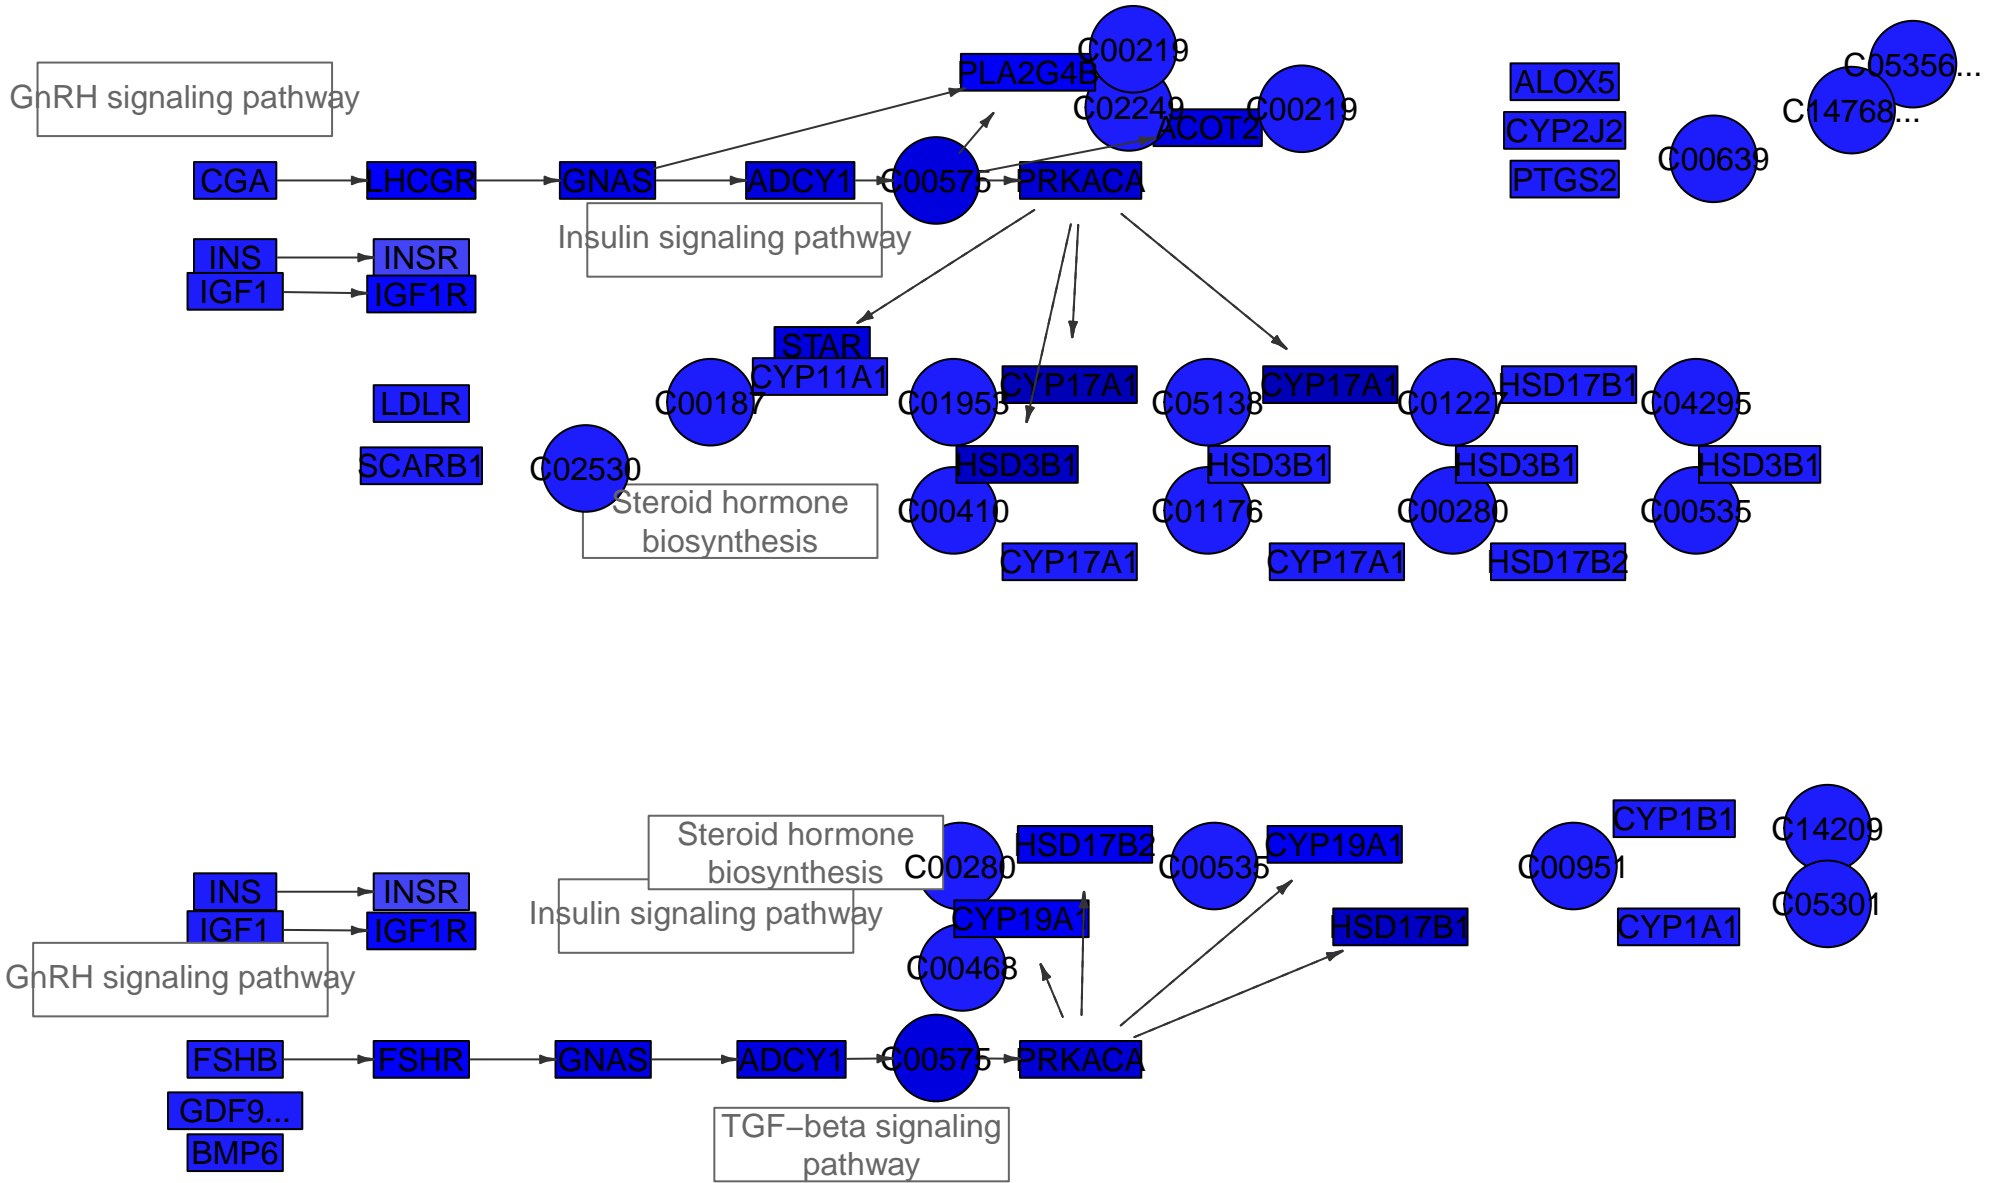 C00219
C05356...
PLA2G4B
ALOX5
GnRH signaling pathway
C02249
C00219
C14768...
ACOT2
CYP2J2
C00639
CGA
LHCGR
GNAS
ADCY1
C00575
PRKACA
PTGS2
Insulin signaling pathway
INS
INSR
IGF1
IGF1R
STAR
CYP11A1
CYP17A1
CYP17A1
HSD17B1
LDLR
C00187
C01953
C05138
C01227
C04295
SCARB1
C02530
HSD3B1
HSD3B1
HSD3B1
HSD3B1
Steroid hormone
biosynthesis
C00410
C01176
C00280
C00535
CYP17A1
CYP17A1
HSD17B2
Steroid hormone
biosynthesis
C00280
HSD17B2
C00535
CYP19A1
C00951
CYP1B1
C14209
INS
INSR
Insulin signaling pathway
CYP19A1
HSD17B1
CYP1A1
C05301
IGF1
IGF1R
GnRH signaling pathway
C00468
FSHB
FSHR
GNAS
ADCY1
C00575
PRKACA
GDF9...
BMP6
TGF−beta signaling
pathway